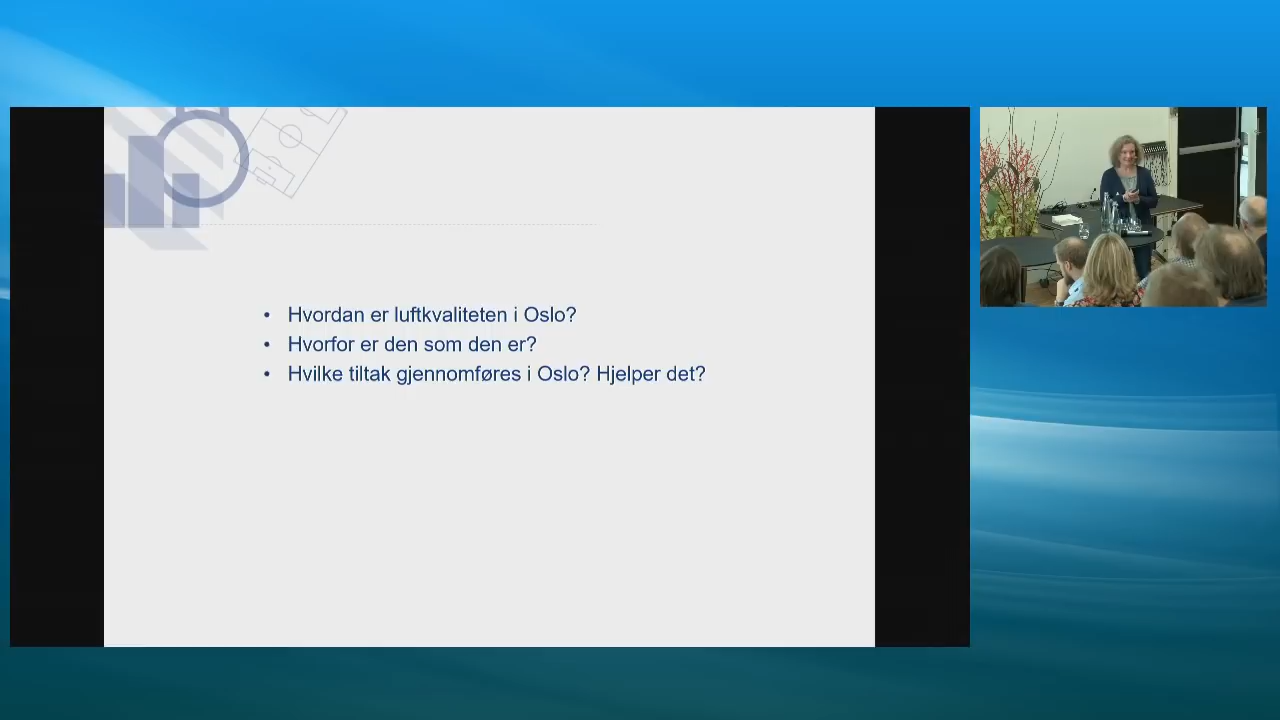 • Hvordan er luftkvaliteten i Oslo?
• Hvorfor er den som den er?
• Hvilke tiltak gjennomføres i Oslo? Hjelper det?